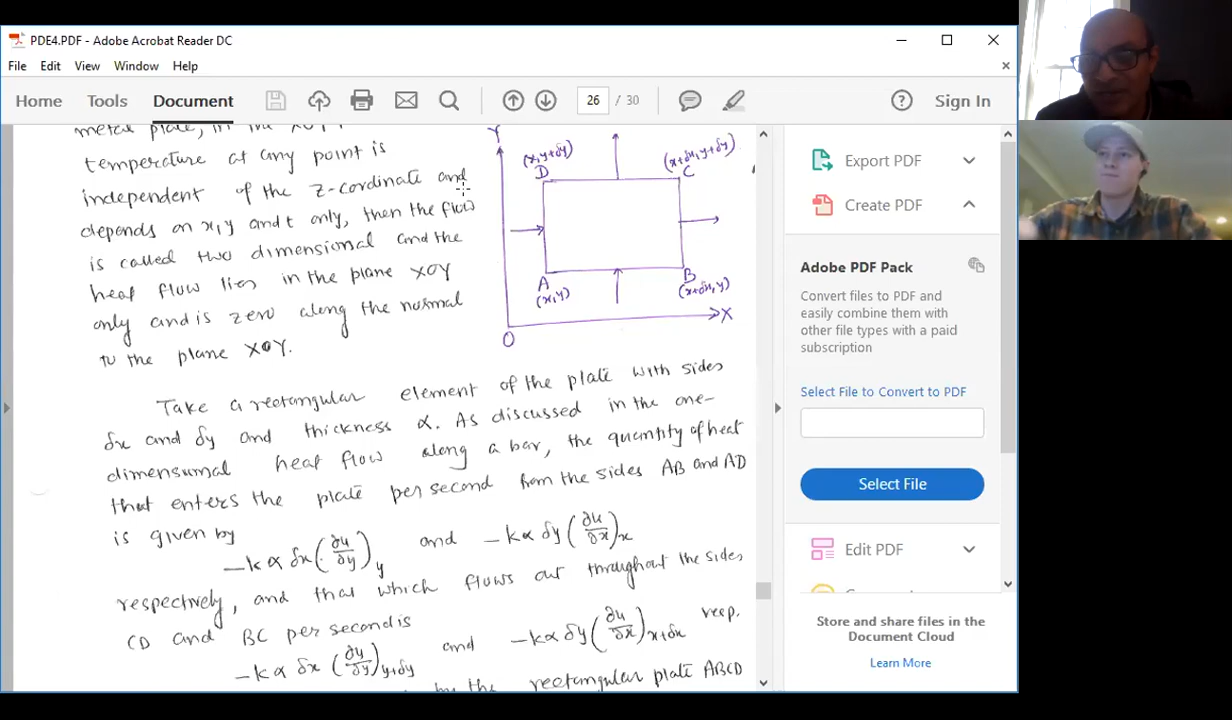 PDE4.PDF - Adobe Acrobat Reader DC
File Edit View Window Help
Home Tools Document 26 / 30 Sign In
metal plate, in the XOY
temperature at any point is
independent of the z-cordinate and
depends on x,y and t only, then the flow
is called two dimensional and the
heat flow lies in the plane XOY
only and is zero along the normal
to the plane XOY.
Y
(x,y+δy)
D
(x+δx,y+δy)
C
A
(x,y)
B
(x+δx,y)
O
X
Take a rectangular element of the plate with sides
δx and δy and thickness α. As discussed in the one-
dimensional heat flow along a bar, the quantity of heat
that enters the plate per second from the sides AB and AD
is given by
-kα δx (∂u/∂y)y and -kα δy (∂u/∂x)x
respectively, and that which flows out throughout the sides
CD and BC per second is
-kα δx (∂y/∂y)y+δy and -kα δy (∂u/∂x)x+δx resp.
by the rectangular plate ABCD
Export PDF
Create PDF
Adobe PDF Pack
Convert files to PDF and
easily combine them with
other file types with a paid
subscription
Select File to Convert to PDF
Select File
Edit PDF
Store and share files in the
Document Cloud
Learn More